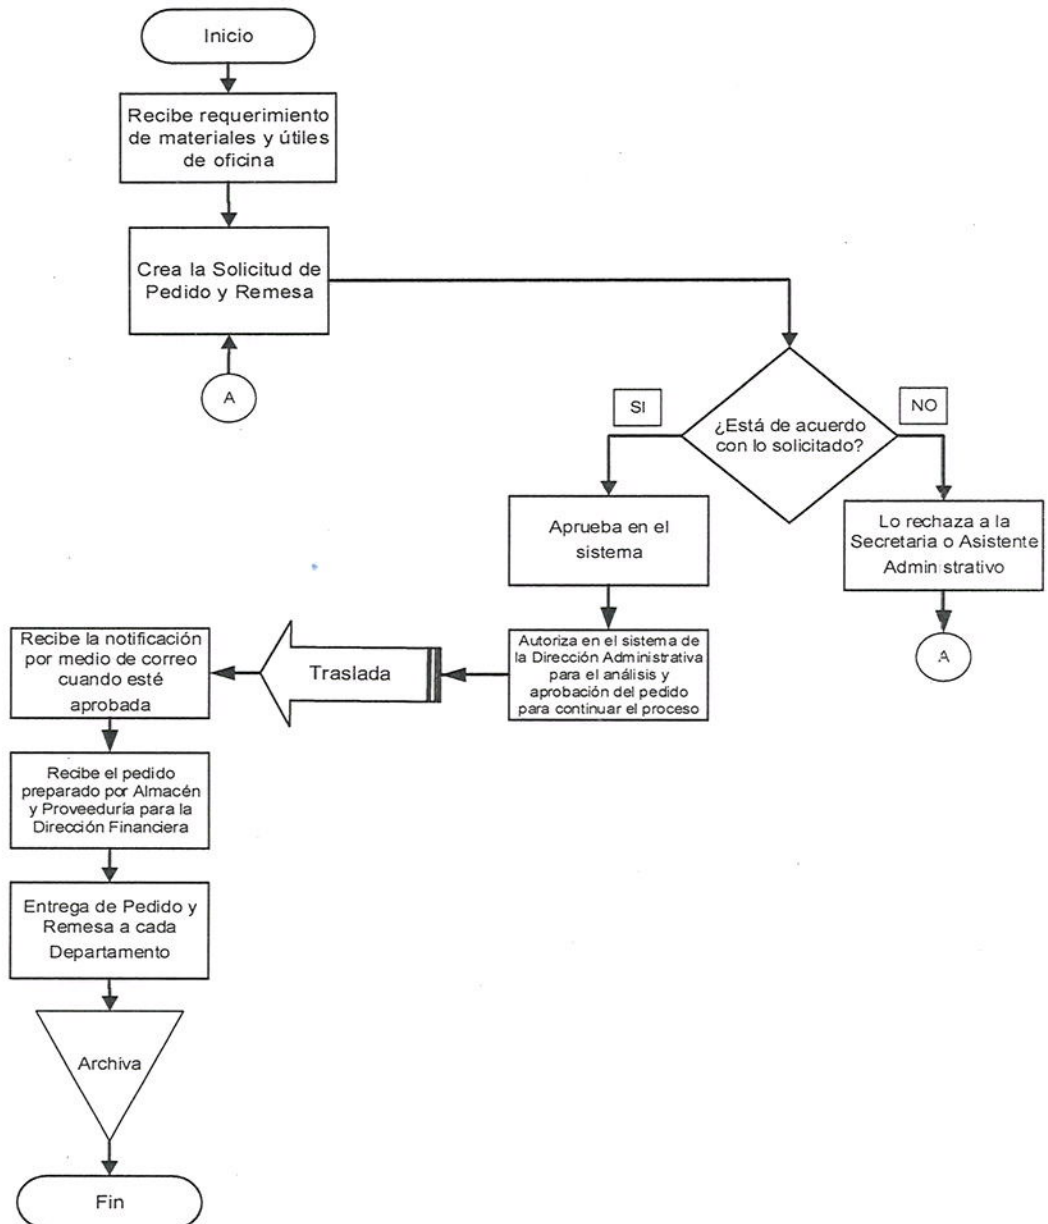 Inicio
Recibe requerimiento
de materiales y útiles
de oficina
Crea la Solicitud de
Pedido y Remesa
A
SI
¿Está de acuerdo
con lo solicitado?
NO
Aprueba en el
sistema
Lo rechaza a la
Secretaria o Asistente
Administrativo
A
Autoriza en el sistema de
la Dirección Administrativa
para el análisis y
aprobación del pedido
para continuar el proceso
Traslada
Recibe la notificación
por medio de correo
cuando esté
aprobada
Recibe el pedido
preparado por Almacén
y Proveeduría para la
Dirección Financiera
Entrega de Pedido y
Remesa a cada
Departamento
Archiva
Fin